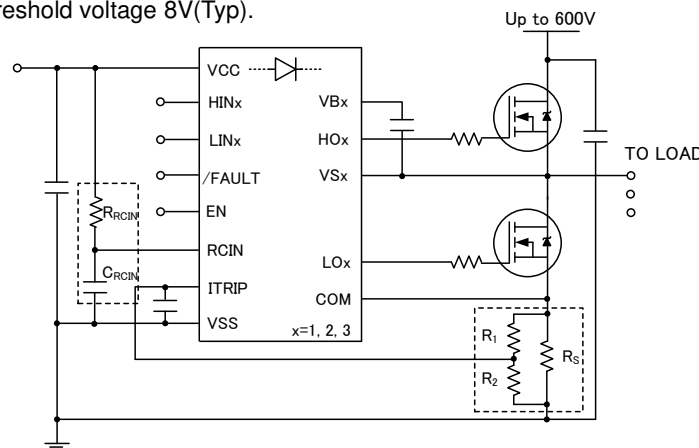 reshold voltage 8V(Typ).
Up to 600V
VCC
HINx
LINx
/FAULT
EN
RCIN
ITRIP
VSS
VBx
HOx
VSx
LOx
COM
x=1, 2, 3
TO LOAD
RRCIN
CRCIN
R1
R2
RS